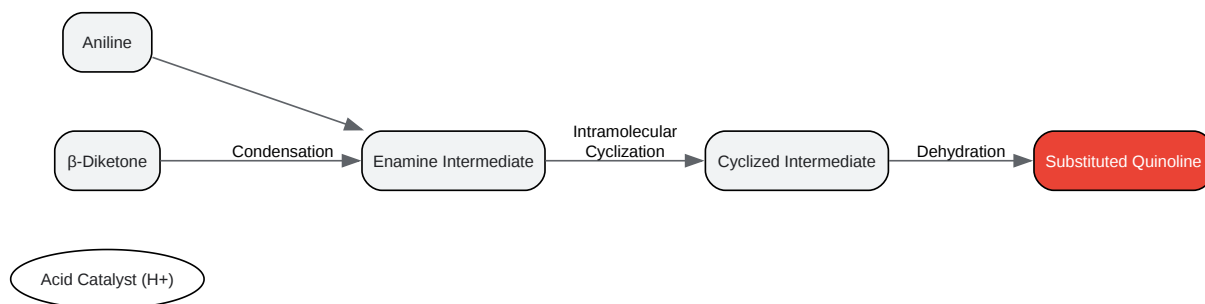 Aniline
β-Diketone
Condensation
Enamine Intermediate
Intramolecular
Cyclization
Cyclized Intermediate
Dehydration
Substituted Quinoline
Acid Catalyst (H+)